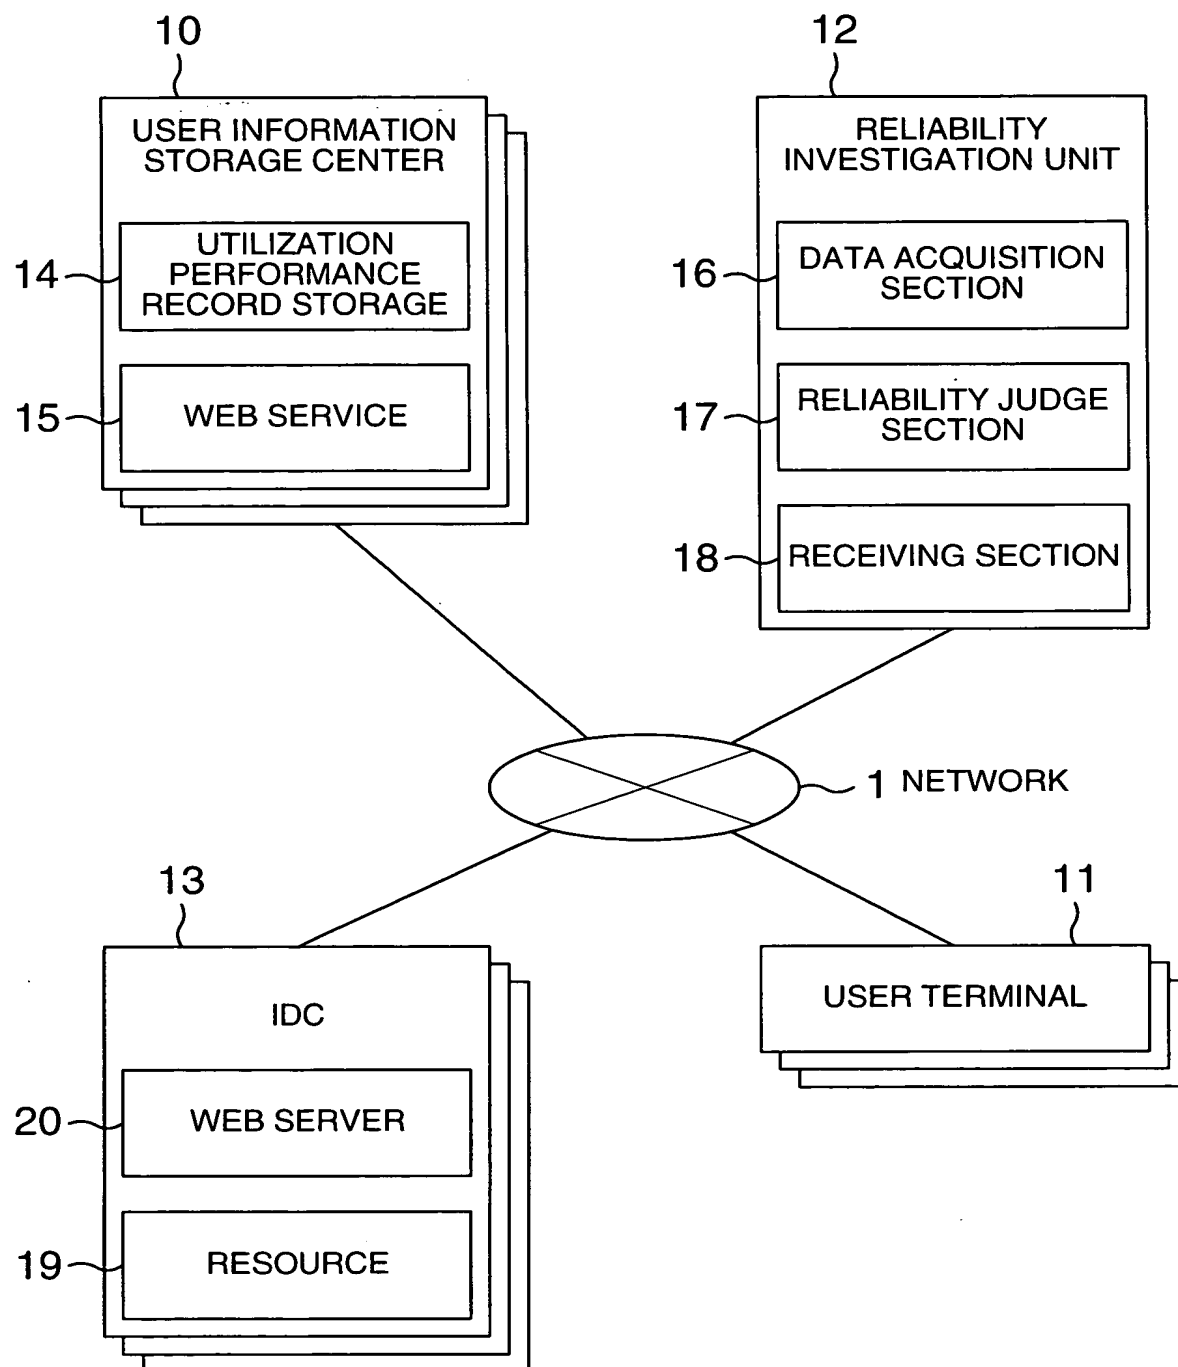 10
USER INFORMATION
STORAGE CENTER
14
UTILIZATION
PERFORMANCE
RECORD STORAGE
15
WEB SERVICE
12
RELIABILITY
INVESTIGATION UNIT
16
DATA ACQUISITION
SECTION
17
RELIABILITY JUDGE
SECTION
18
RECEIVING SECTION
1 NETWORK
13
IDC
20
WEB SERVER
19
RESOURCE
11
USER TERMINAL